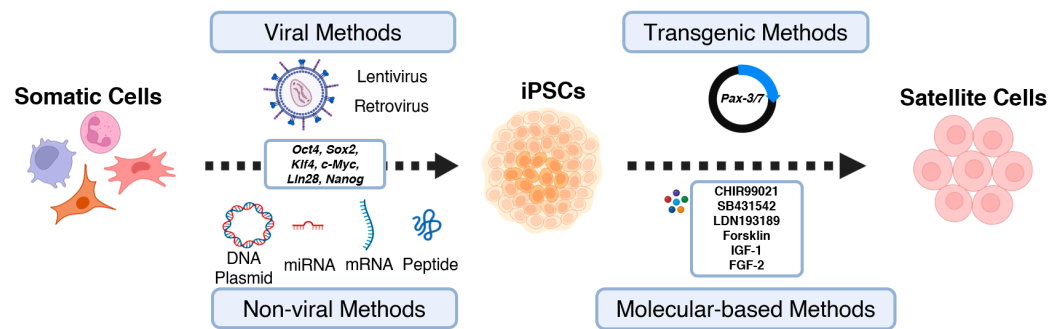 Viral Methods
Transgenic Methods
Lentivirus
Retrovirus
Somatic Cells
iPSCs
Pax-3/7
Satellite Cells
Oct4, Sox2,
Klf4, c-Myc,
Lin28, Nanog
CHIR99021
SB431542
LDN193189
Forsklin
IGF-1
FGF-2
DNA
Plasmid
miRNA
mRNA
Peptide
Non-viral Methods
Molecular-based Methods